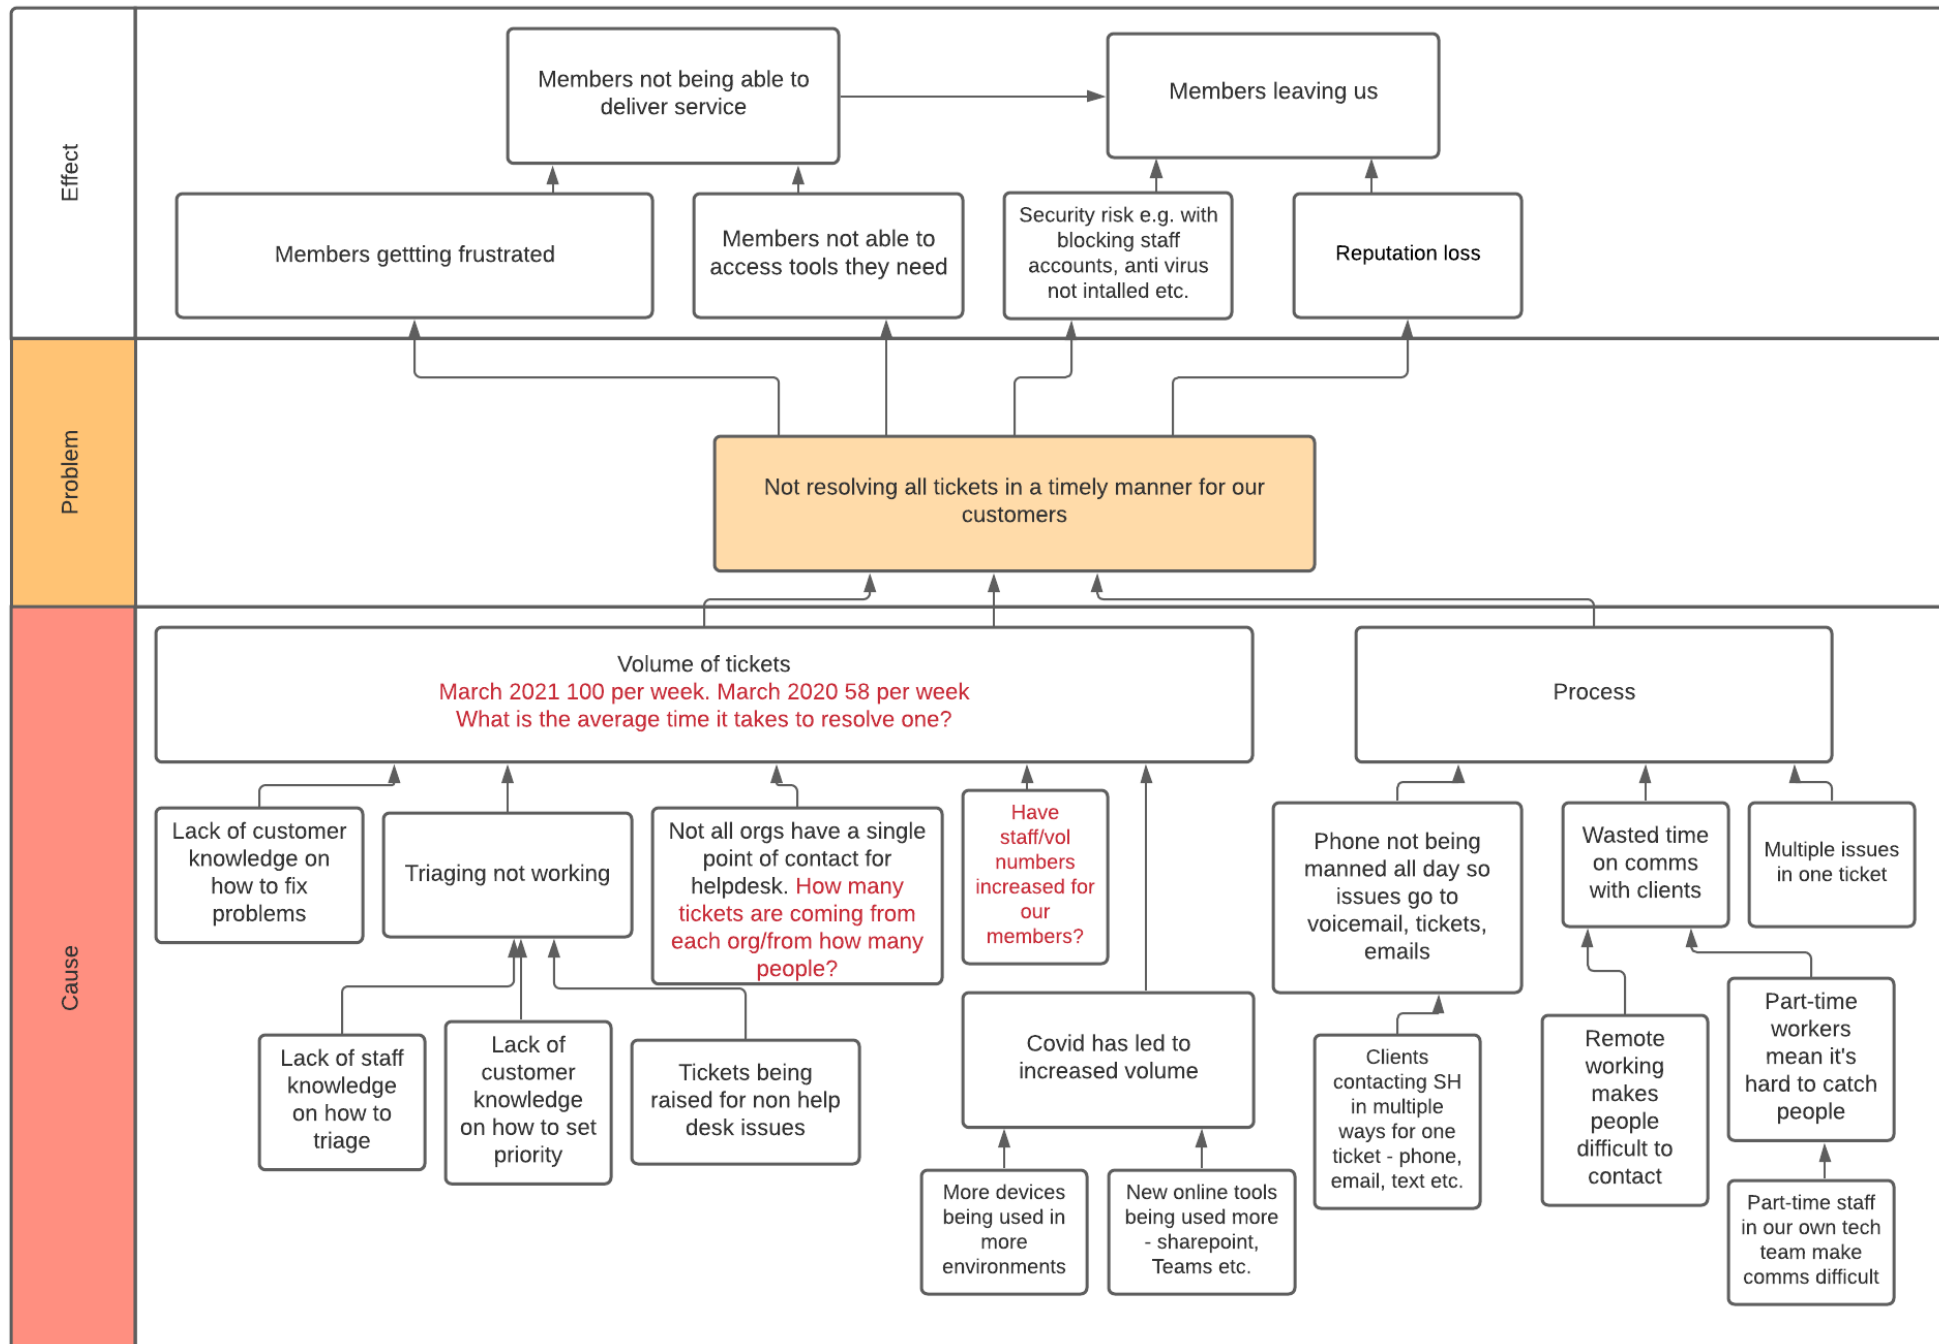 Effect
Members not being able to
deliver service
Members leaving us
Members gettting frustrated
Members not able to
access tools they need
Security risk e.g. with
blocking staff
accounts, anti virus
not intalled etc.
Reputation loss
Problem
Not resolving all tickets in a timely manner for our
customers
Cause
Volume of tickets
March 2021 100 per week. March 2020 58 per week
What is the average time it takes to resolve one?
Process
Lack of customer
knowledge on
how to fix
problems
Triaging not working
Not all orgs have a single
point of contact for
helpdesk. How many
tickets are coming from
each org/from how many
people?
Have
staff/vol
numbers
increased for
our
members?
Phone not being
manned all day so
issues go to
voicemail, tickets,
emails
Wasted time
on comms
with clients
Multiple issues
in one ticket
Lack of staff
knowledge
on how to
triage
Lack of
customer
knowledge
on how to set
priority
Tickets being
raised for non help
desk issues
Covid has led to
increased volume
Clients
contacting SH
in multiple
ways for one
ticket - phone,
email, text etc.
Remote
working
makes
people
difficult to
contact
Part-time
workers
mean it's
hard to catch
people
More devices
being used in
more
environments
New online tools
being used more
- sharepoint,
Teams etc.
Part-time staff
in our own tech
team make
comms difficult